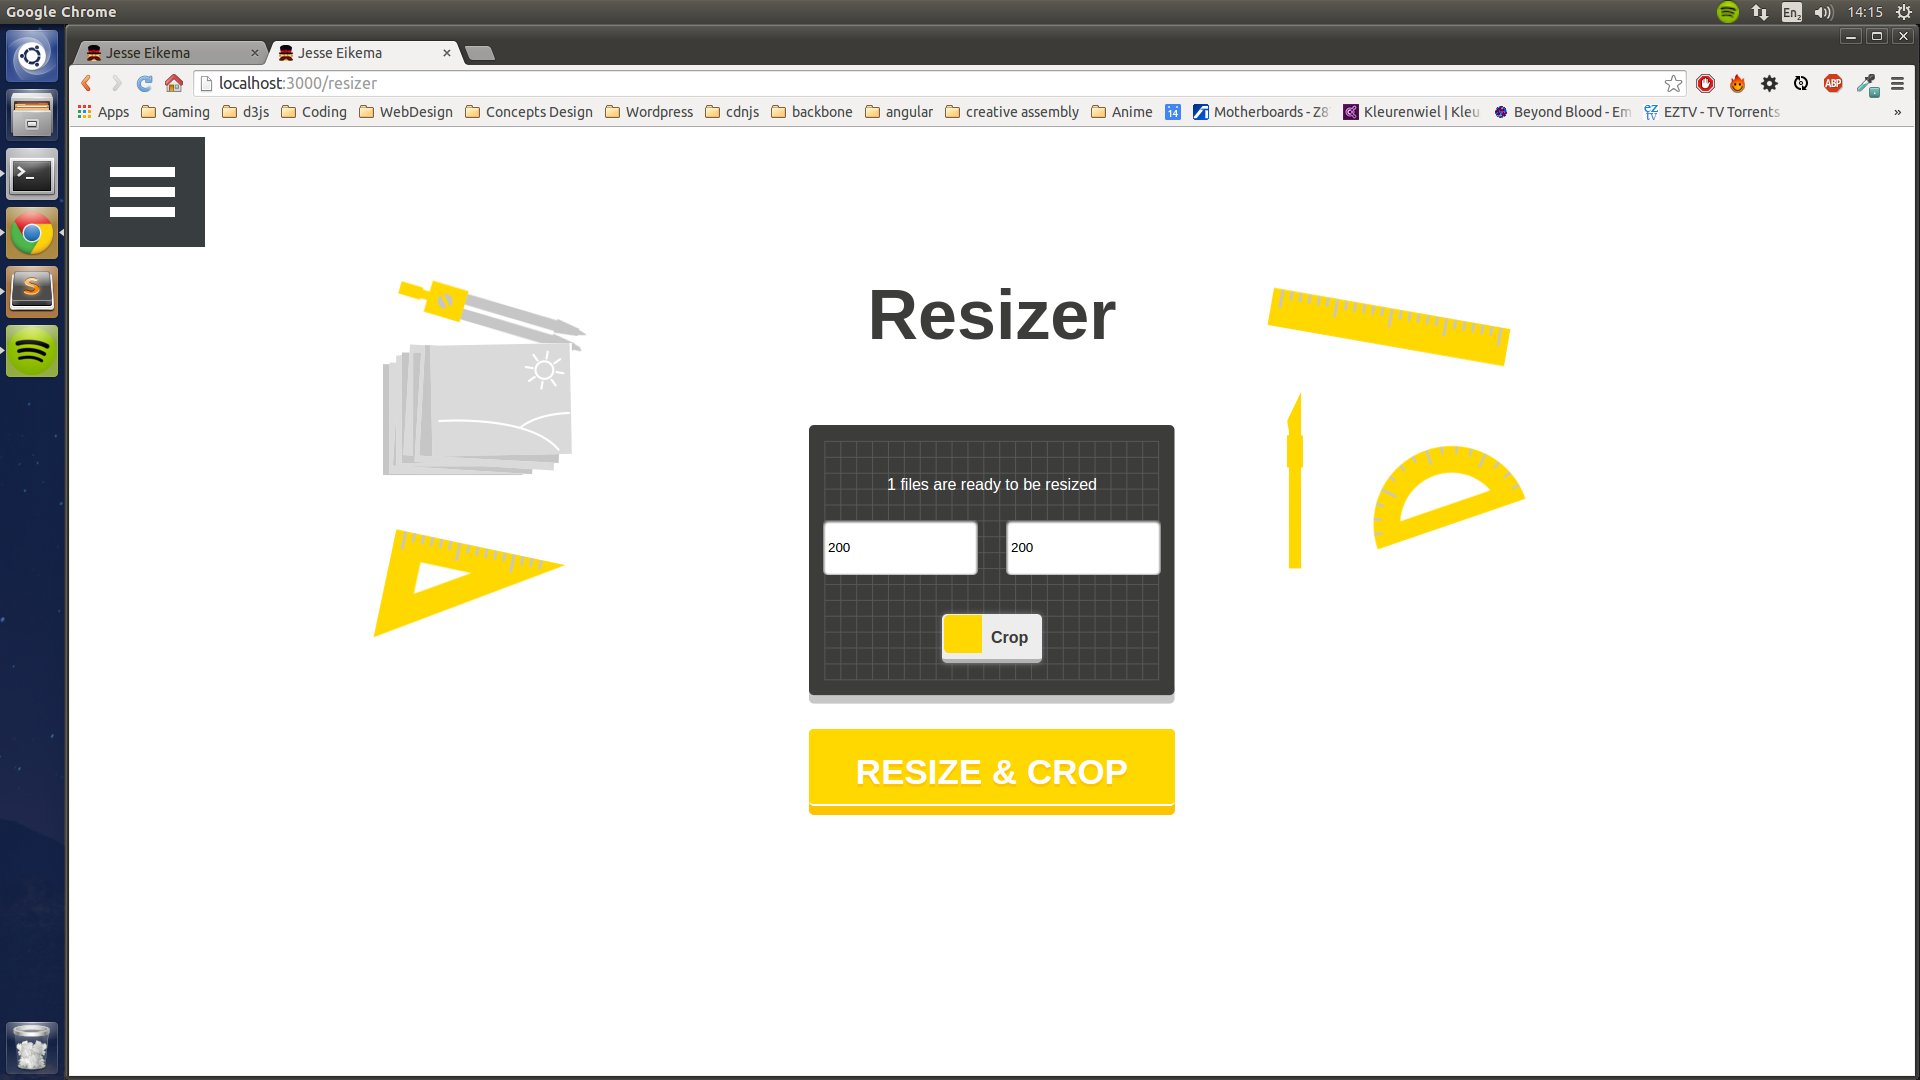 Google Chrome
En2
14:15
Jesse Eikema
Jesse Eikema
localhost:3000/resizer
ABP
Apps
Gaming
d3js
Coding
WebDesign
Concepts Design
Wordpress
cdnjs
backbone
angular
creative assembly
Anime
14
Motherboards - Z8
Kleurenwiel | Kleu
Beyond Blood - Em
EZTV - TV Torrents
»
Resizer
1 files are ready to be resized
200
200
Crop
RESIZE & CROP